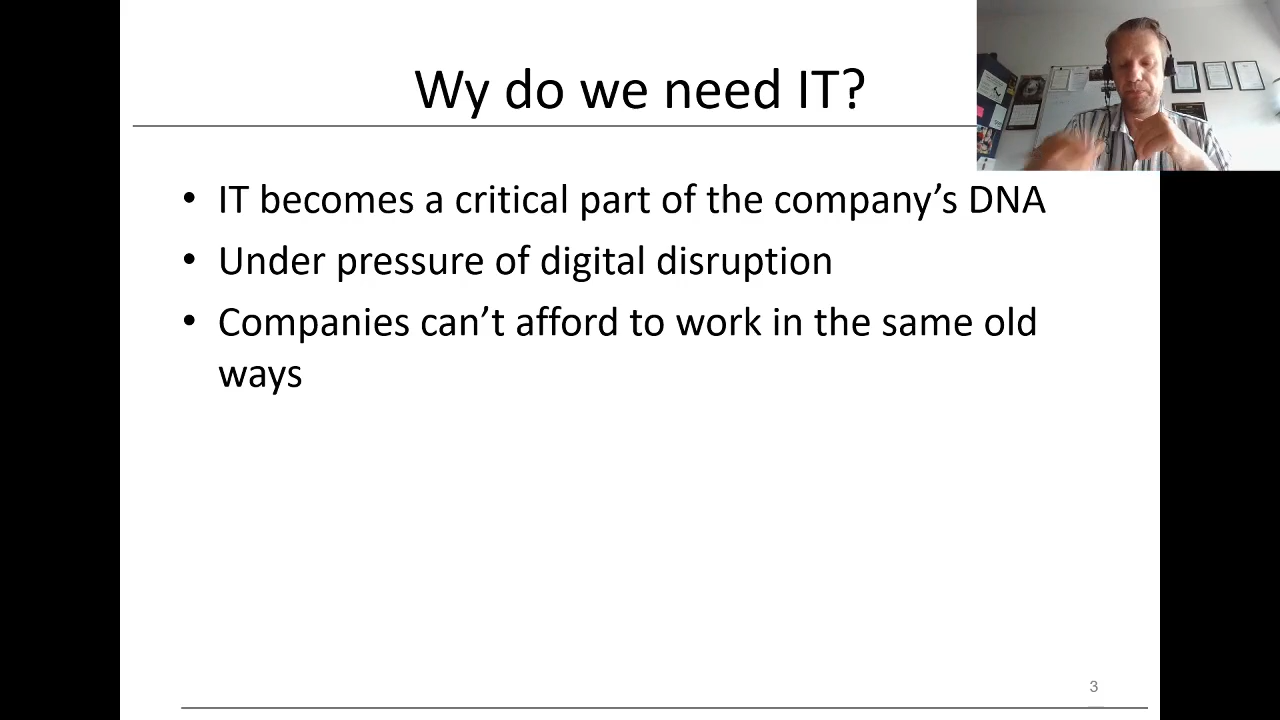 Wy do we need IT?
• IT becomes a critical part of the company’s DNA
• Under pressure of digital disruption
• Companies can’t afford to work in the same old
ways
3